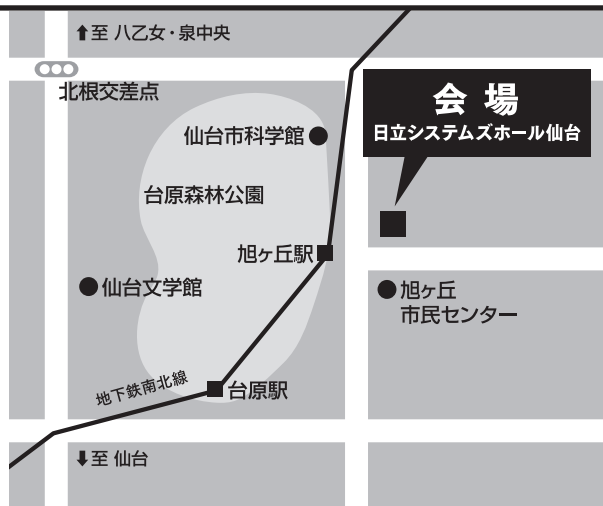 ⬆至 八乙女・泉中央
北根交差点
会 場
日立システムズホール仙台
仙台市科学館
台原森林公園
旭ヶ丘駅
仙台文学館
旭ヶ丘
市民センター
地下鉄南北線
台原駅
⬇至 仙台